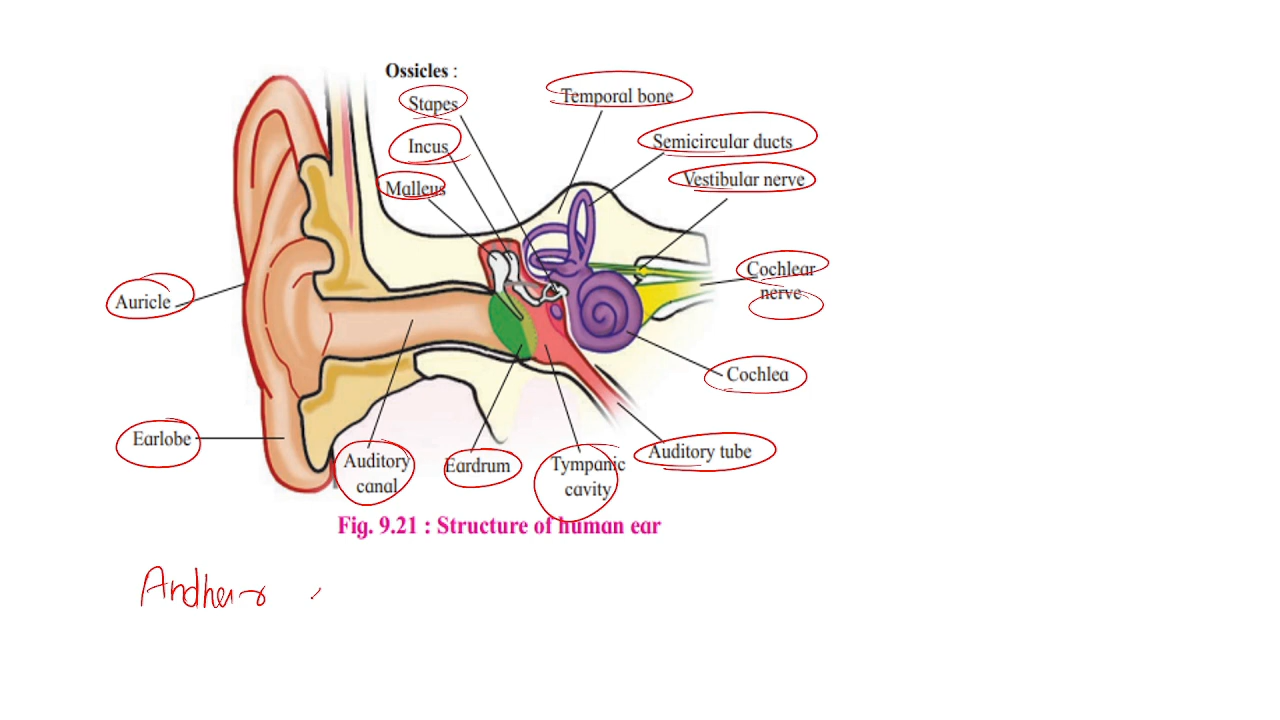 Ossicles :
Stapes
Incus
Malleus
Temporal bone
Semicircular ducts
Vestibular nerve
Cochlear
nerve
Auricle
Cochlea
Earlobe
Auditory
canal
Eardrum
Tympanic
cavity
Auditory tube
Fig. 9.21 : Structure of human ear